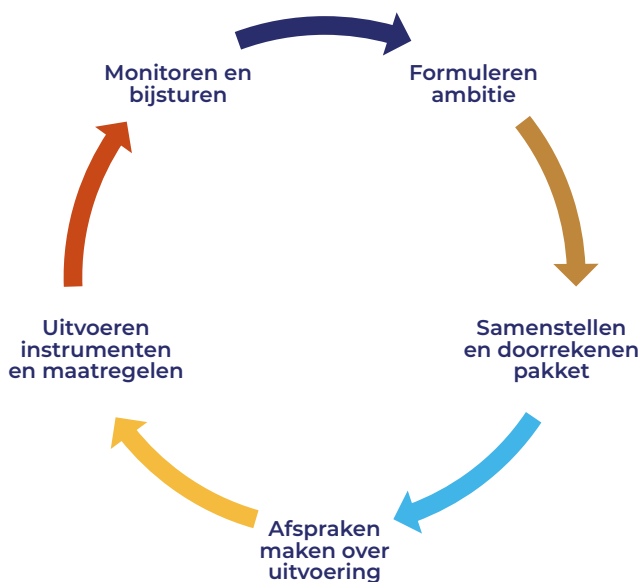 Monitoren en
bijsturen
Formuleren
ambitie
Samenstellen
en doorrekenen
pakket
Afspraken
maken over
uitvoering
Uitvoeren
instrumenten
en maatregelen